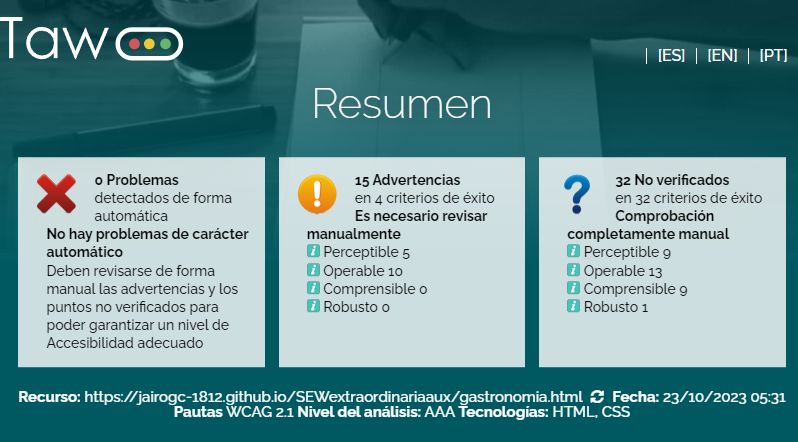 Taw
| [ES] | [EN] | [PT]
Resumen
0 Problemas
detectados de forma
automática
No hay problemas de carácter
automático
Deben revisarse de forma
manual las advertencias y los
puntos no verificados para
poder garantizar un nivel de
Accesibilidad adecuado
15 Advertencias
en 4 criterios de éxito
Es necesario revisar
manualmente
Perceptible 5
Operable 10
Comprensible 0
Robusto 0
32 No verificados
en 32 criterios de éxito
Comprobación
completamente manual
Perceptible 9
Operable 13
Comprensible 9
Robusto 1
Recurso: https://jairogc-1812.github.io/SEWextraordinariaaux/gastronomia.html Fecha: 23/10/2023 05:31
Pautas WCAG 2.1 Nivel del análisis: AAA Tecnologías: HTML, CSS